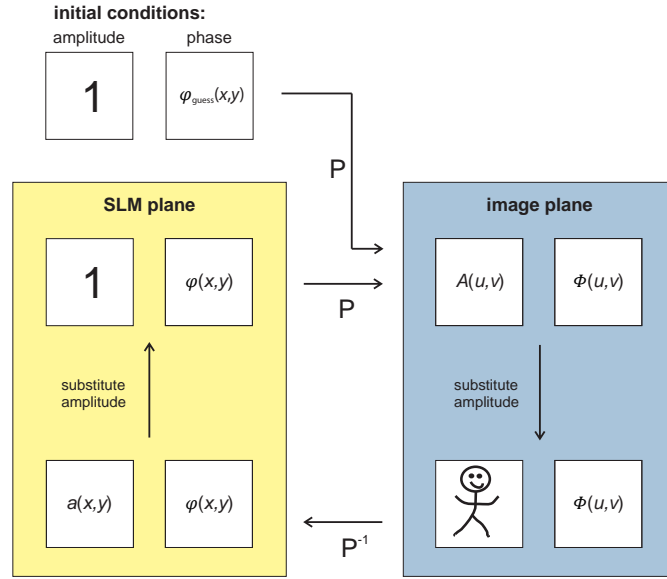 initial conditions:
amplitude phase
1 φguess(x,y)
P
SLM plane image plane
1 φ(x,y) A(u,v) Φ(u,v)
P
substitute
amplitude
substitute
amplitude
a(x,y) φ(x,y) Φ(u,v)
P-1